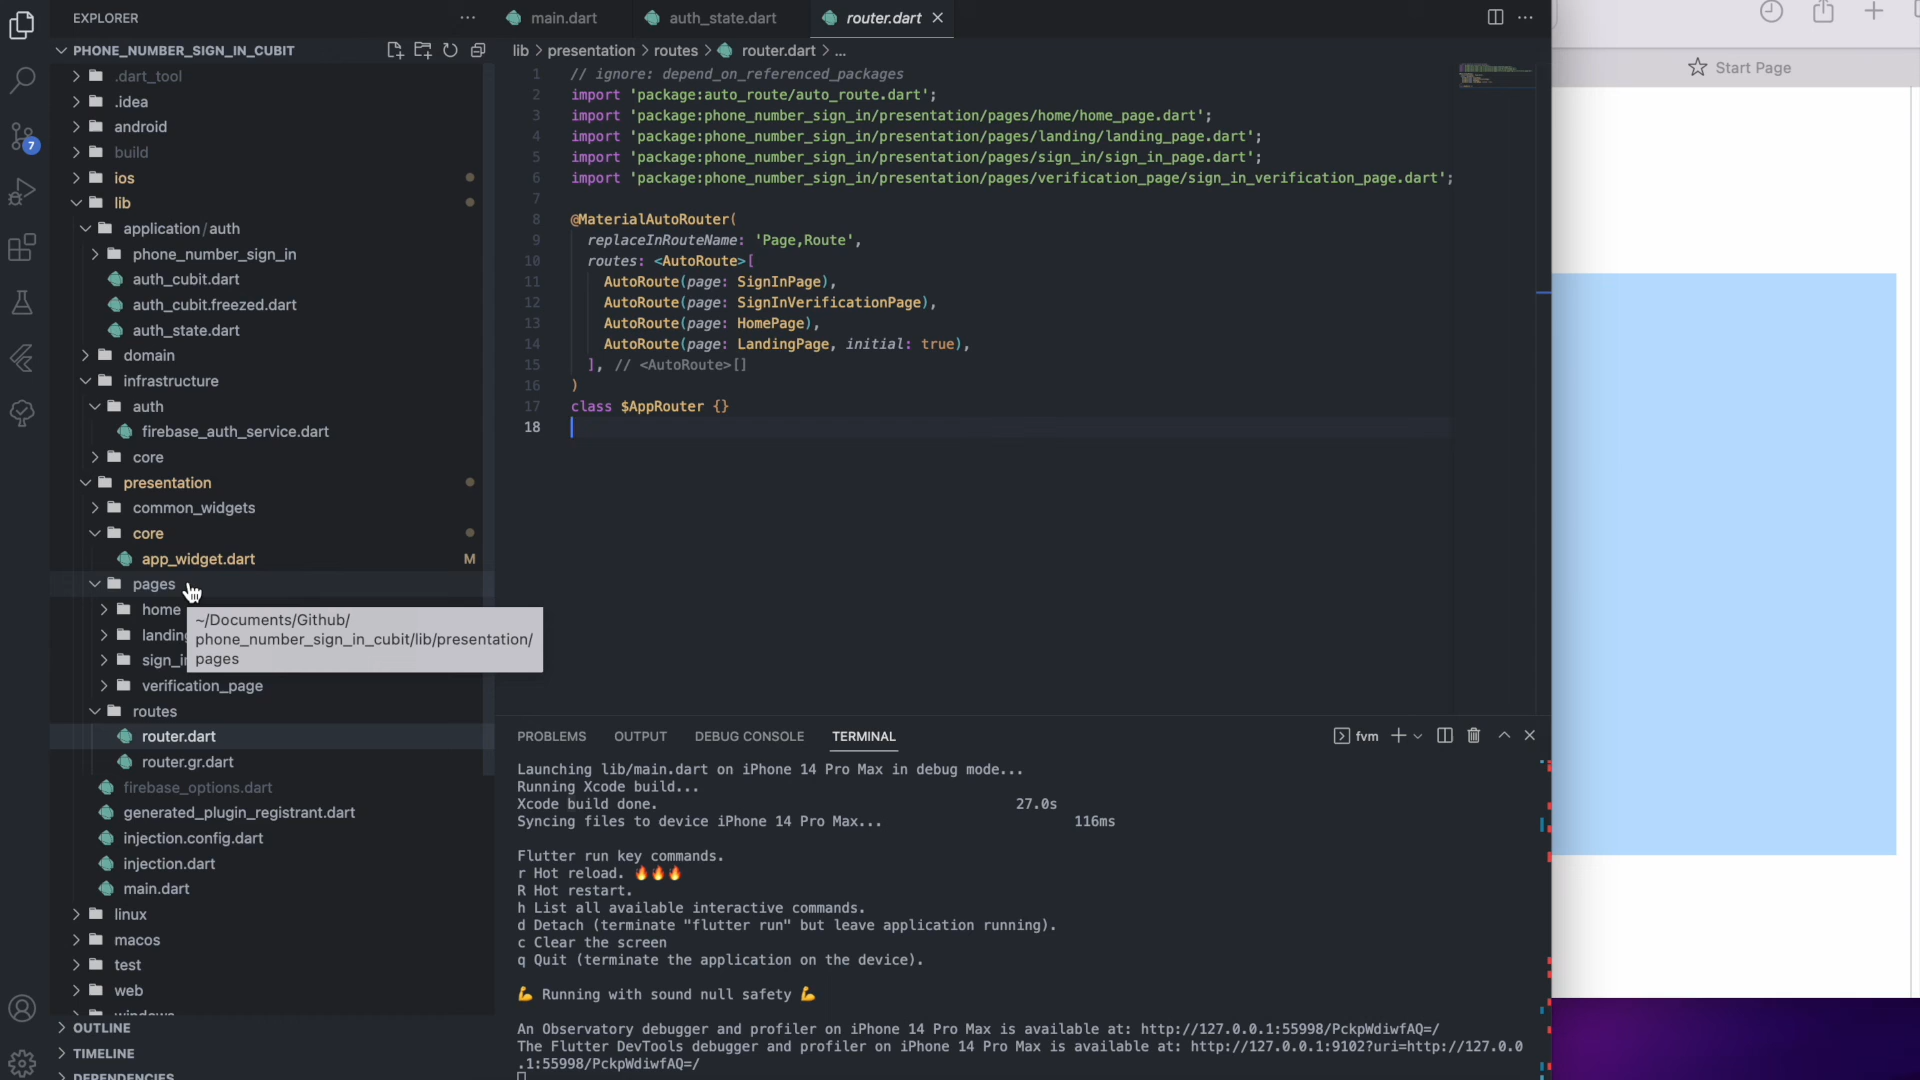 EXPLORER
PHONE_NUMBER_SIGN_IN_CUBIT
.dart_tool
.idea
android
build
ios
lib
application / auth
phone_number_sign_in
auth_cubit.dart
auth_cubit.freezed.dart
auth_state.dart
domain
infrastructure
auth
firebase_auth_service.dart
core
presentation
common_widgets
core
app_widget.dart M
pages
home
~/Documents/Github/
phone_number_sign_in_cubit/lib/presentation/
pages
verification_page
routes
router.dart
router.gr.dart
firebase_options.dart
generated_plugin_registrant.dart
injection.config.dart
injection.dart
main.dart
linux
macos
test
web
OUTLINE
TIMELINE
DEPENDENCIES
7
main.dart auth_state.dart router.dart
lib > presentation > routes > router.dart > ...
1 // ignore: depend_on_referenced_packages
2 import 'package:auto_route/auto_route.dart';
3 import 'package:phone_number_sign_in/presentation/pages/home/home_page.dart';
4 import 'package:phone_number_sign_in/presentation/pages/landing/landing_page.dart';
5 import 'package:phone_number_sign_in/presentation/pages/sign_in/sign_in_page.dart';
6 import 'package:phone_number_sign_in/presentation/pages/verification_page/sign_in_verification_page.dart';
7
8 @MaterialAutoRouter(
9 replaceInRouteName: 'Page,Route',
10 routes: <AutoRoute>[
11 AutoRoute(page: SignInPage),
12 AutoRoute(page: SignInVerificationPage),
13 AutoRoute(page: HomePage),
14 AutoRoute(page: LandingPage, initial: true),
15 ], // <AutoRoute>[]
16 )
17 class $AppRouter {}
18
PROBLEMS OUTPUT DEBUG CONSOLE TERMINAL
fvm
Launching lib/main.dart on iPhone 14 Pro Max in debug mode...
Running Xcode build...
Xcode build done. 27.0s
Syncing files to device iPhone 14 Pro Max... 116ms
Flutter run key commands.
r Hot reload. 🔥🔥🔥
R Hot restart.
h List all available interactive commands.
d Detach (terminate "flutter run" but leave application running).
c Clear the screen
q Quit (terminate the application on the device).
💪 Running with sound null safety 💪
An Observatory debugger and profiler on iPhone 14 Pro Max is available at: http://127.0.0.1:55998/PckpWdiwfAQ=/
The Flutter DevTools debugger and profiler on iPhone 14 Pro Max is available at: http://127.0.0.1:9102?uri=http://127.0.0
.1:55998/PckpWdiwfAQ=/
Start Page